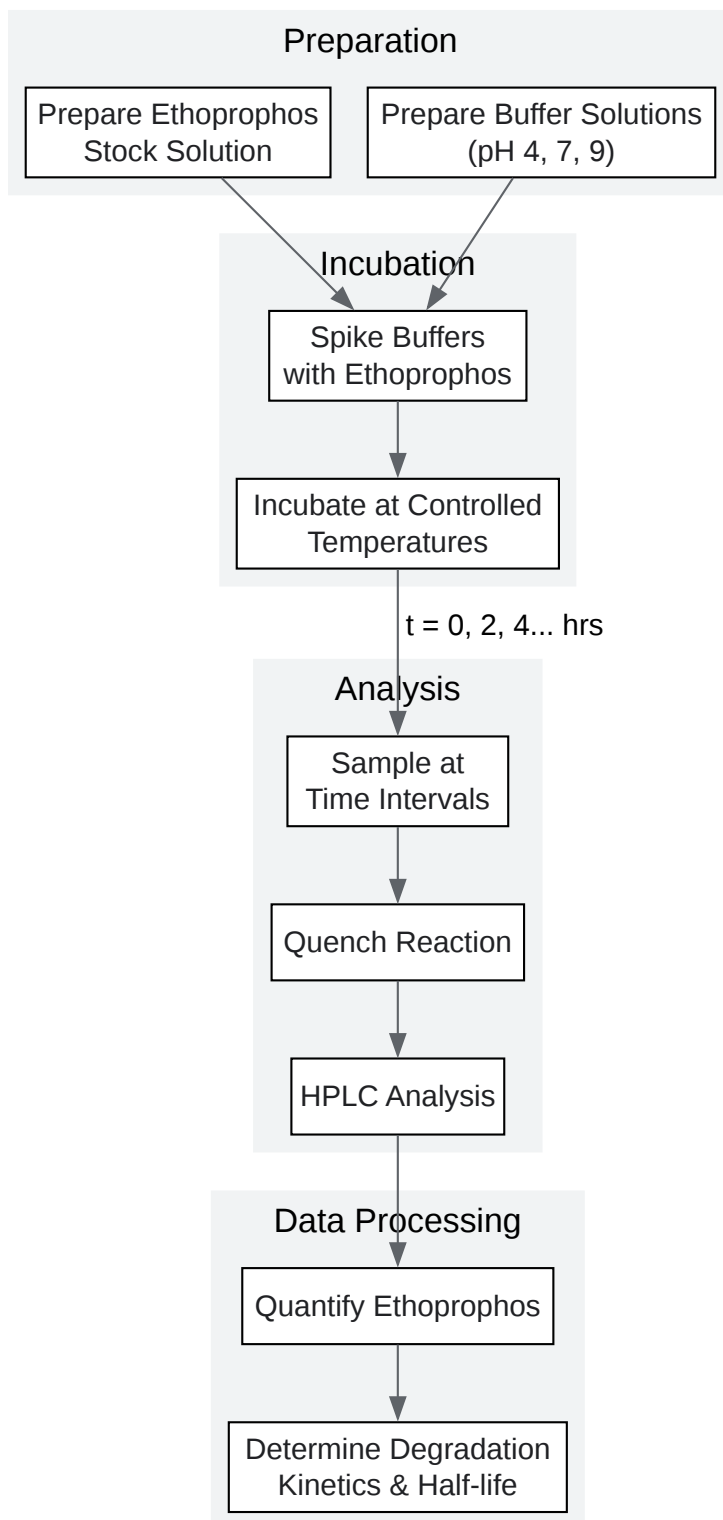 Preparation
Prepare Ethoprophos
Stock Solution
Prepare Buffer Solutions
(pH 4, 7, 9)
Incubation
Spike Buffers
with Ethoprophos
Incubate at Controlled
Temperatures
t = 0, 2, 4... hrs
Analysis
Sample at
Time Intervals
Quench Reaction
HPLC Analysis
Data Processing
Quantify Ethoprophos
Determine Degradation
Kinetics & Half-life